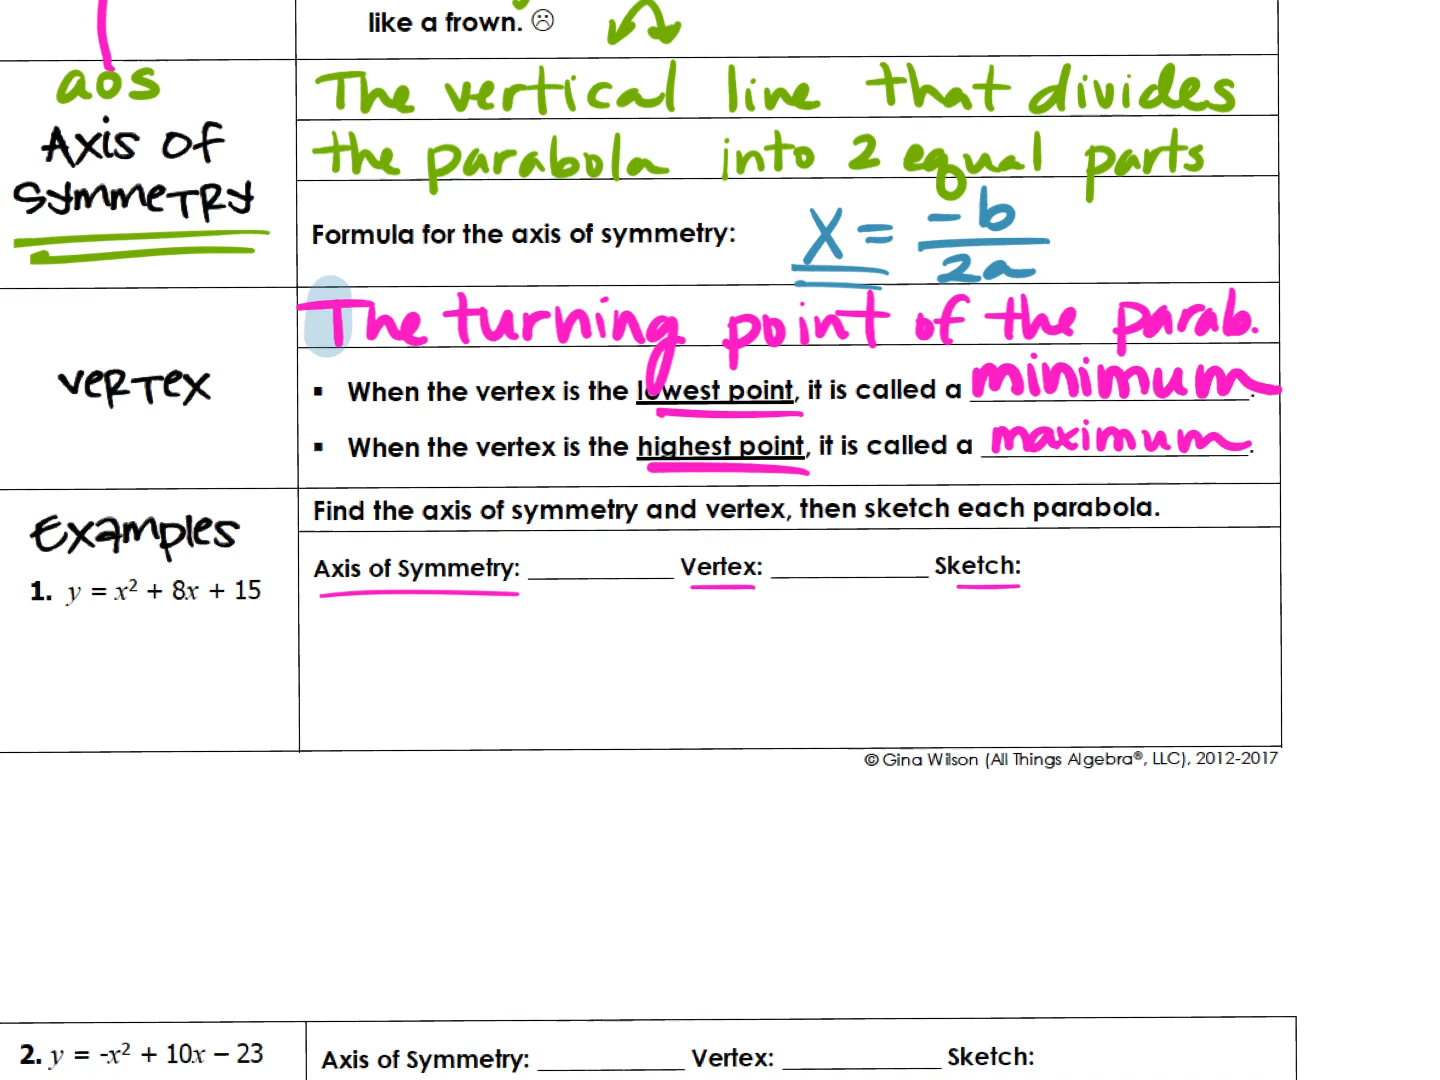 like a frown. ☹
aos
The vertical line that divides
Axis of
the parabola into 2 equal parts
Symmetry
Formula for the axis of symmetry: x = -b/2a
The turning point of the parab.
Vertex
▪ When the vertex is the lowest point, it is called a minimum.
▪ When the vertex is the highest point, it is called a maximum.
Examples
Find the axis of symmetry and vertex, then sketch each parabola.
1. y = x² + 8x + 15
Axis of Symmetry: __________ Vertex: __________ Sketch:
© Gina Wilson (All Things Algebra®, LLC), 2012-2017
2. y = -x² + 10x – 23
Axis of Symmetry: __________ Vertex: __________ Sketch: